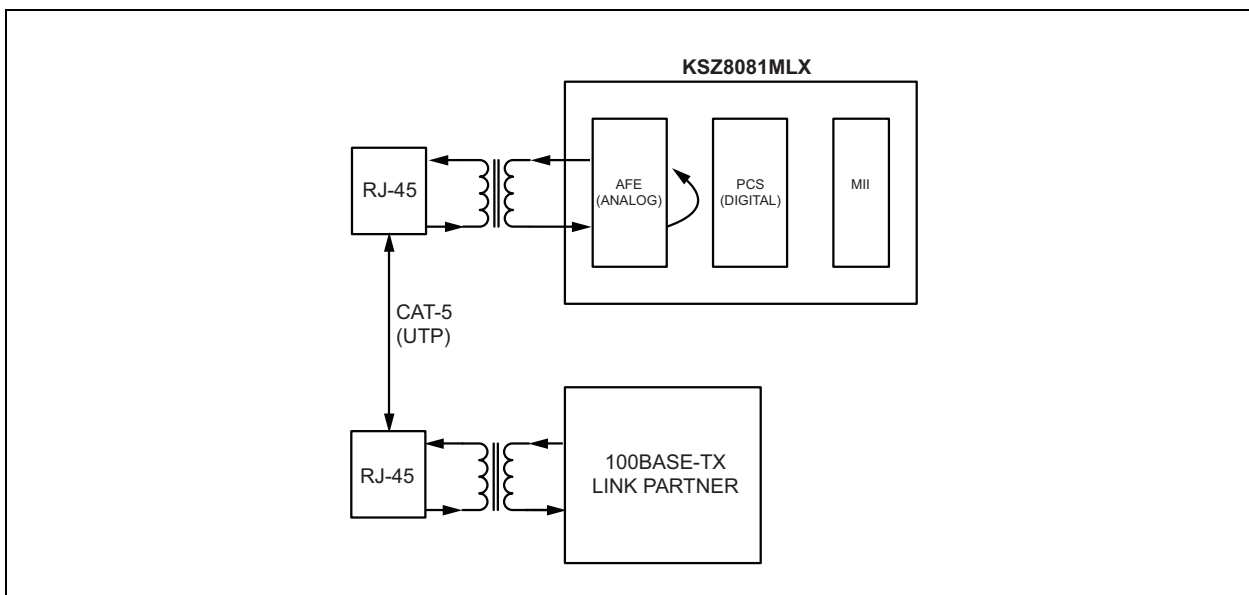 KSZ8081MLX
RJ-45
AFE
(ANALOG)
PCS
(DIGITAL)
MII
CAT-5
(UTP)
RJ-45
100BASE-TX
LINK PARTNER